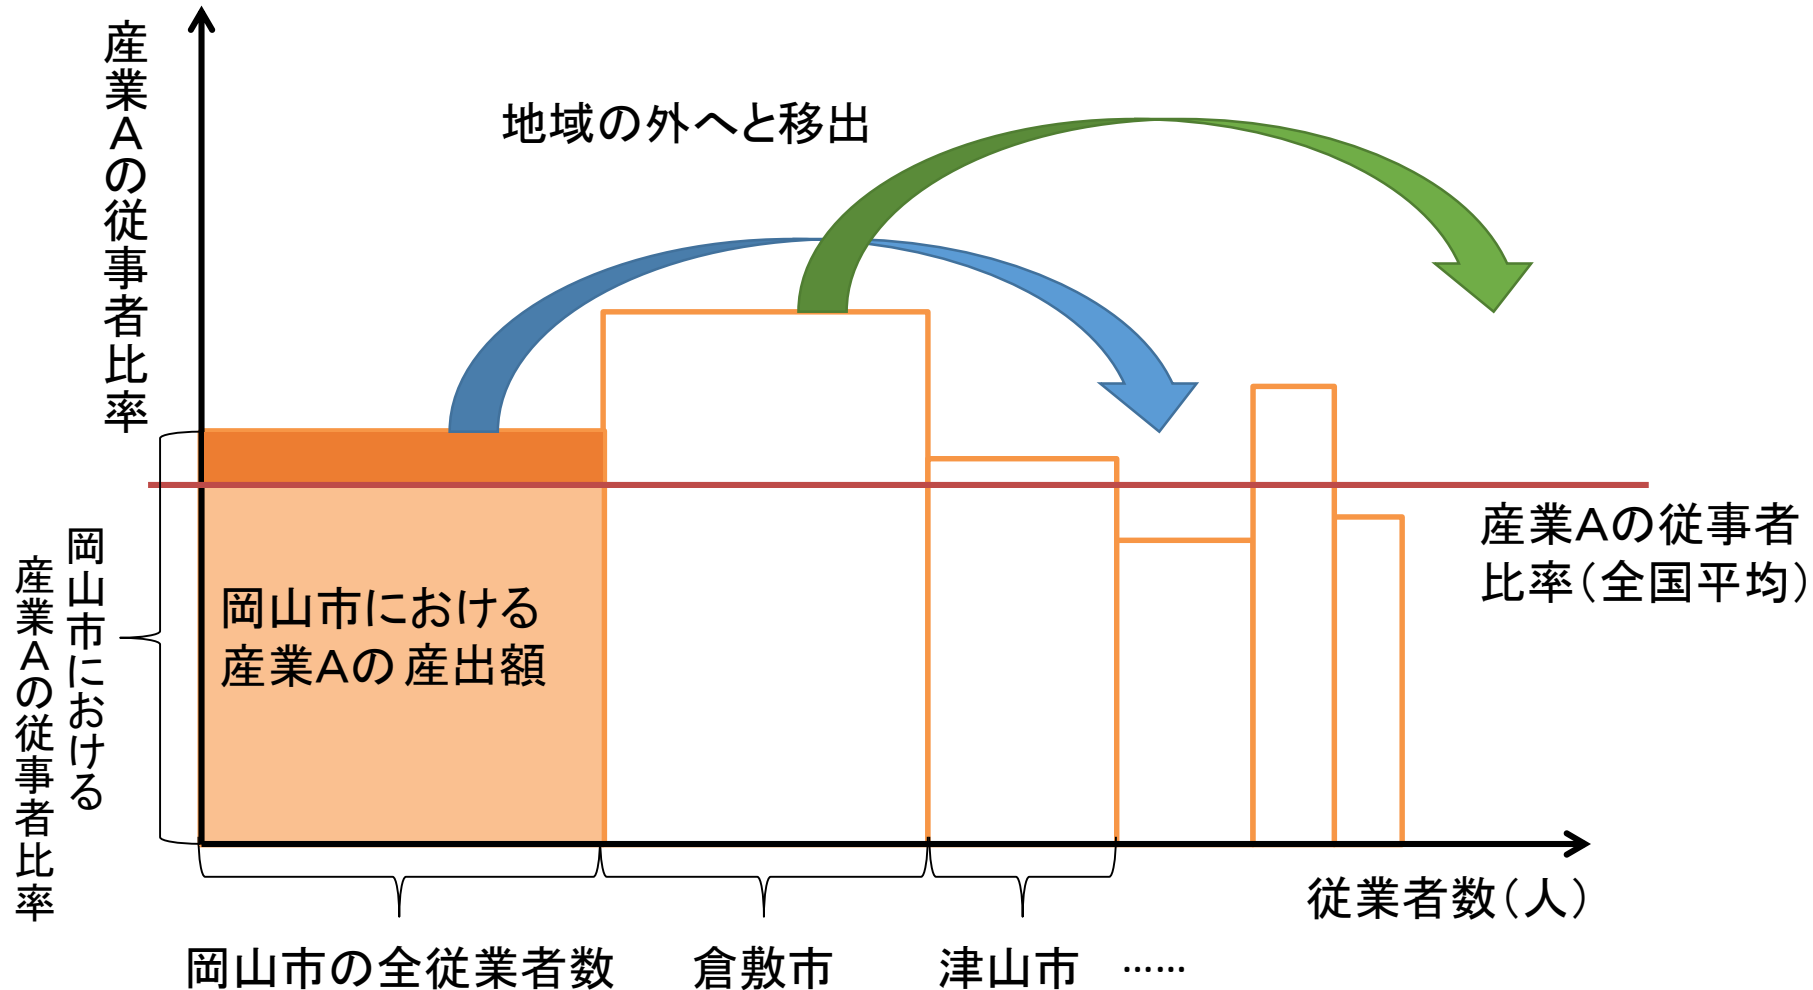 産業Aの従事者比率
地域の外へと移出
産業Aの従事者
比率（全国平均）
岡山市における
産業Aの従事者比率
岡山市における
産業Aの産出額
従業者数（人）
岡山市の全従業者数
倉敷市
津山市
……